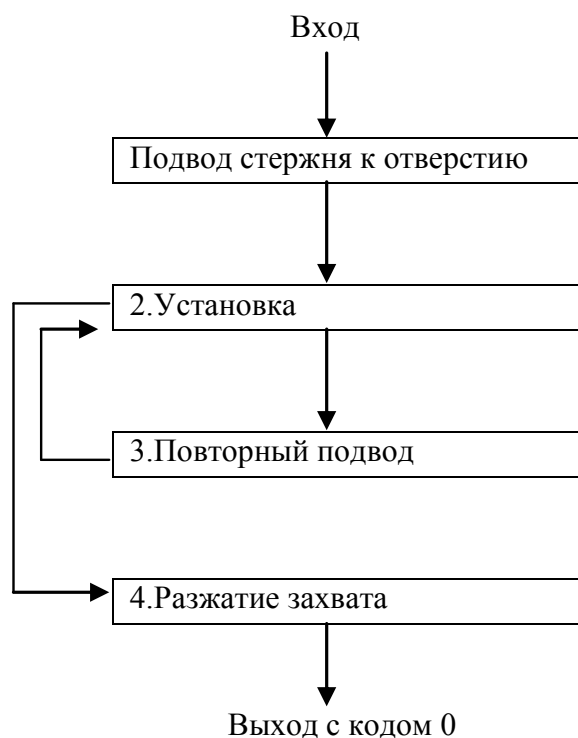 Вход
Подвод стержня к отверстию
2.Установка
3.Повторный подвод
4.Разжатие захвата
Выход с кодом 0